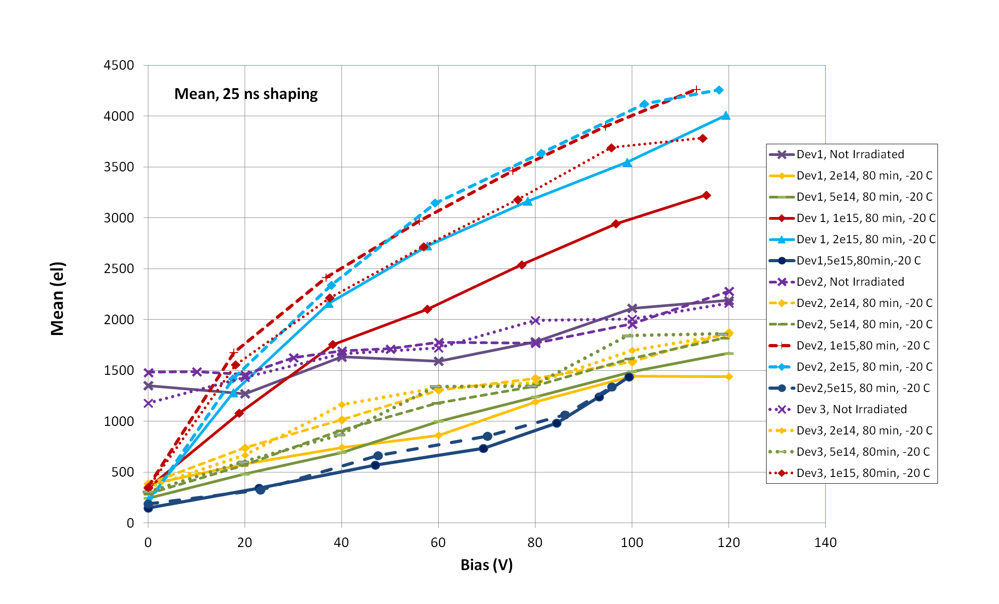 Mean, 25 ns shaping
Mean (el)
4500
4000
3500
3000
2500
2000
1500
1000
500
0
0 20 40 60 80 100 120 140
Bias (V)
Dev1, Not Irradiated
Dev1, 2e14, 80 min, -20 C
Dev1, 5e14, 80 min, -20 C
Dev 1, 1e15, 80 min, -20 C
Dev 1, 2e15, 80 min, -20 C
Dev1,5e15,80min,-20 C
Dev2, Not Irradiated
Dev2, 2e14, 80 min, -20 C
Dev2, 5e14, 80 min, -20 C
Dev2, 1e15,80 min, -20 C
Dev2, 2e15, 80 min, -20 C
Dev2,5e15, 80 min, -20 C
Dev 3, Not Irradiated
Dev3, 2e14, 80 min, -20 C
Dev3, 5e14, 80min, -20 C
Dev3, 1e15, 80min, -20 C